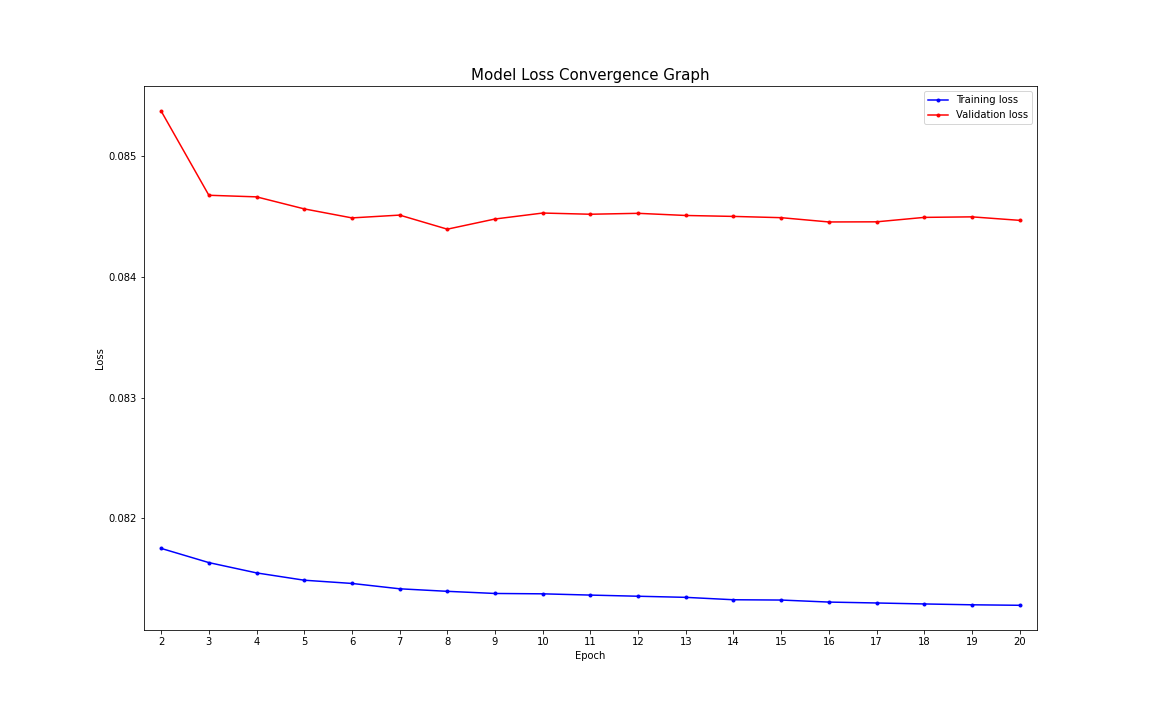 Model Loss Convergence Graph
Training loss
Validation loss
0.085
0.084
0.083
0.082
Loss
2 3 4 5 6 7 8 9 10 11 12 13 14 15 16 17 18 19 20
Epoch